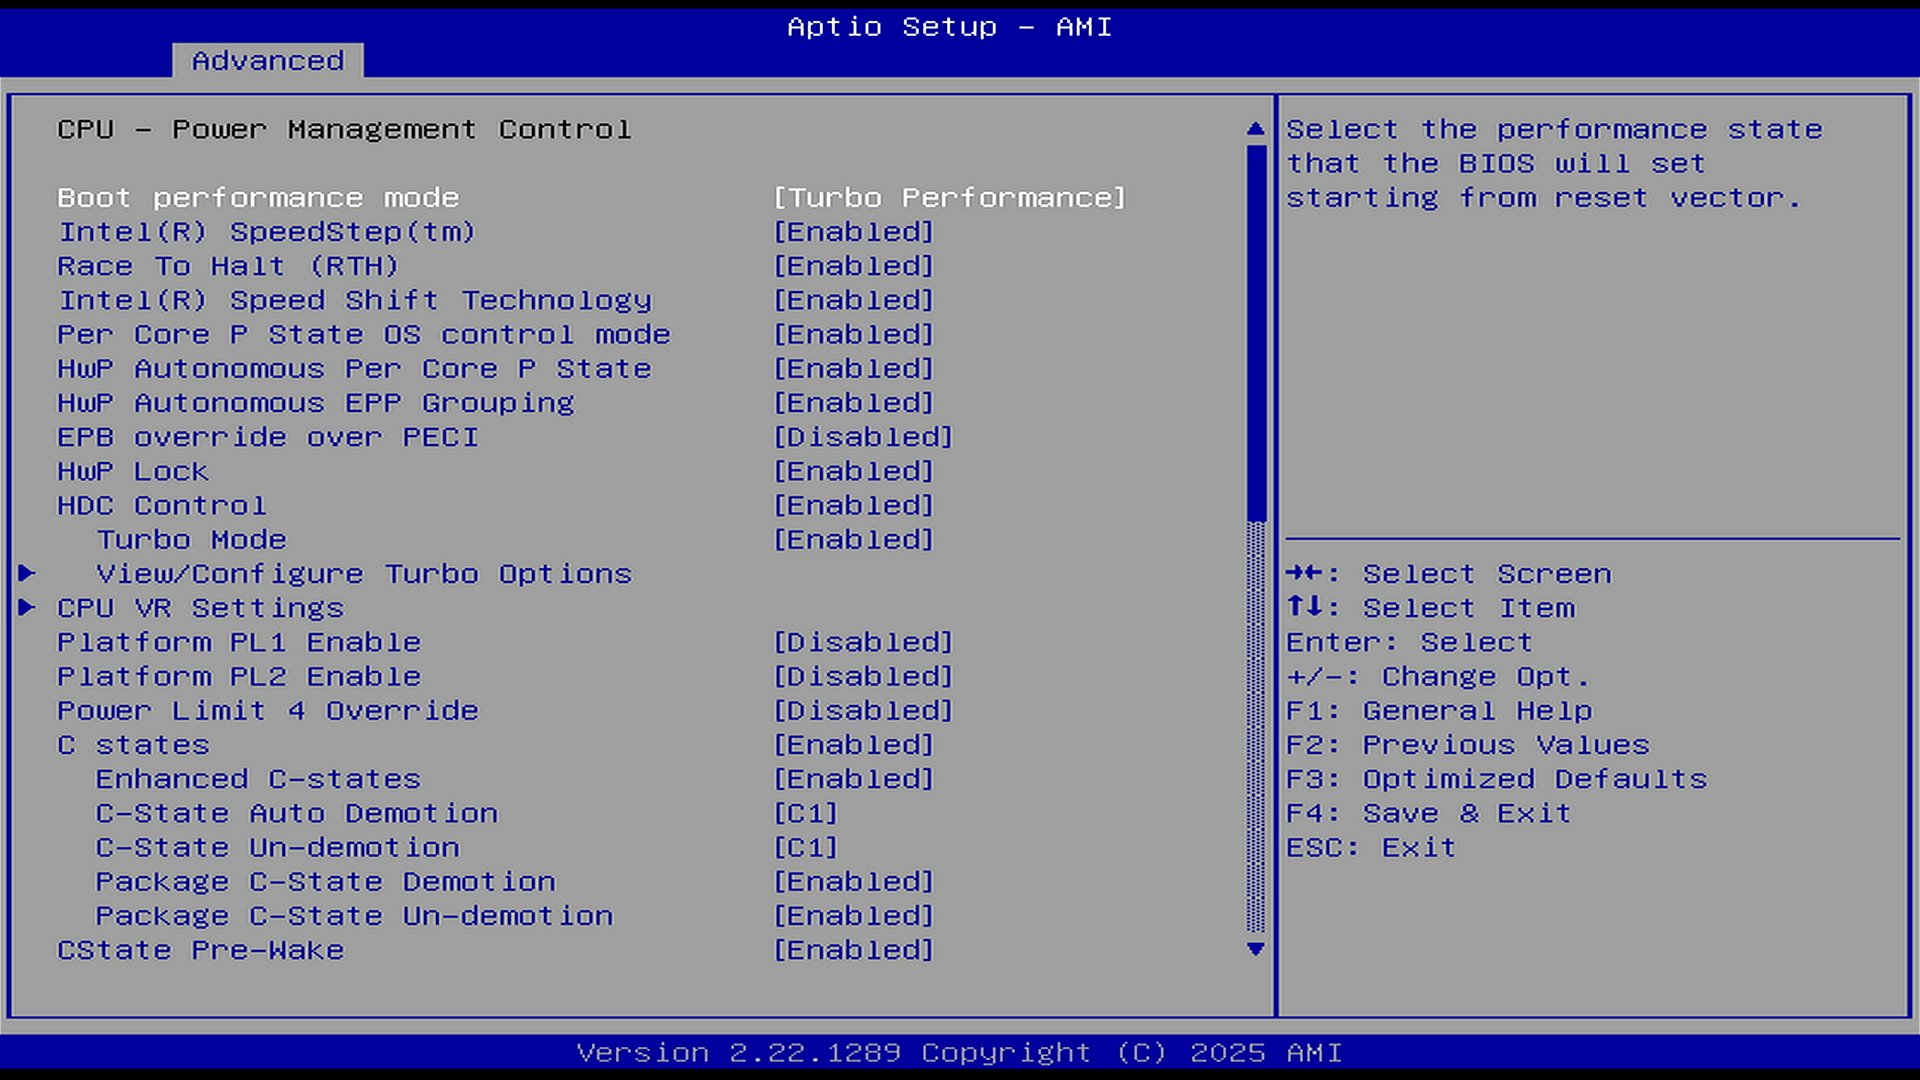 Aptio Setup - AMI
Advanced
CPU - Power Management Control
Boot performance mode [Turbo Performance]
Intel(R) SpeedStep(tm) [Enabled]
Race To Halt (RTH) [Enabled]
Intel(R) Speed Shift Technology [Enabled]
Per Core P State OS control mode [Enabled]
HwP Autonomous Per Core P State [Enabled]
HwP Autonomous EPP Grouping [Enabled]
EPB override over PECI [Disabled]
HwP Lock [Enabled]
HDC Control [Enabled]
Turbo Mode [Enabled]
View/Configure Turbo Options
CPU VR Settings
Platform PL1 Enable [Disabled]
Platform PL2 Enable [Disabled]
Power Limit 4 Override [Disabled]
C states [Enabled]
Enhanced C-states [Enabled]
C-State Auto Demotion [C1]
C-State Un-demotion [C1]
Package C-State Demotion [Enabled]
Package C-State Un-demotion [Enabled]
CState Pre-Wake [Enabled]
Select the performance state
that the BIOS will set
starting from reset vector.
→←: Select Screen
↑↓: Select Item
Enter: Select
+/-: Change Opt.
F1: General Help
F2: Previous Values
F3: Optimized Defaults
F4: Save & Exit
ESC: Exit
Version 2.22.1289 Copyright (C) 2025 AMI